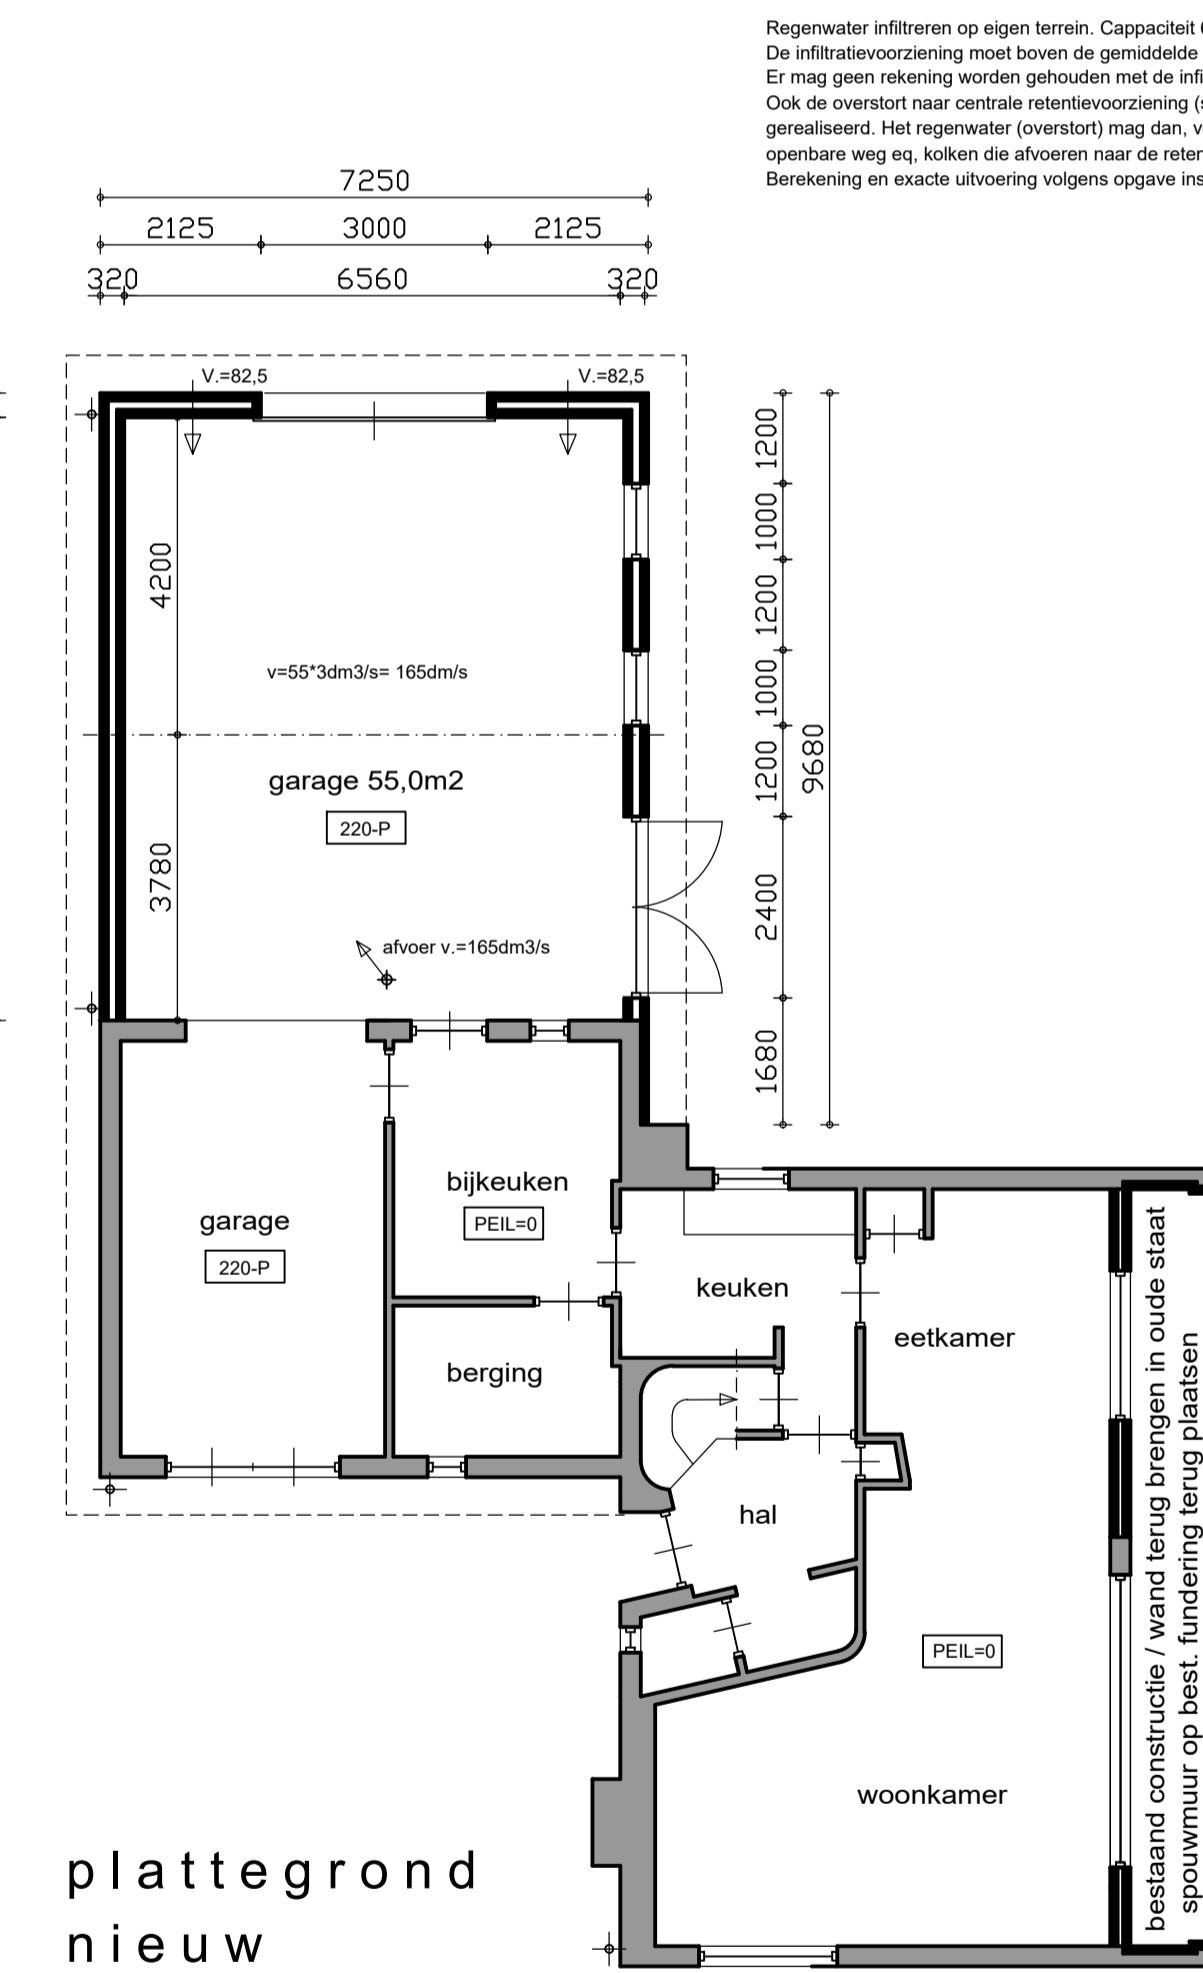 Regenwater infiltreren op eigen terrein. Cappaciteit
De infiltratievoorziening moet boven de gemiddelde
Er mag geen rekening worden gehouden met de infi
Ook de overstort naar centrale retentievoorziening (
gerealiseerd. Het regenwater (overstort) mag dan, v
openbare weg eq, kolken die afvoeren naar de reten
Berekening en exacte uitvoering volgens opgave ins
7250
2125 3000 2125
320 6560 320
V.=82,5 V.=82,5
1200
1000
1200
1000
1200
2400
1680
9680
4200
v=55*3dm3/s= 165dm/s
garage 55,0m2
220-P
3780
afvoer v.=165dm3/s
bijkeuken
PEIL=0
garage
220-P
keuken
eetkamer
berging
hal
PEIL=0
woonkamer
bestaand constructie / wand terug brengen in oude staat
spouwmuur op best. fundering terug plaatsen
plattegrond
nieuw